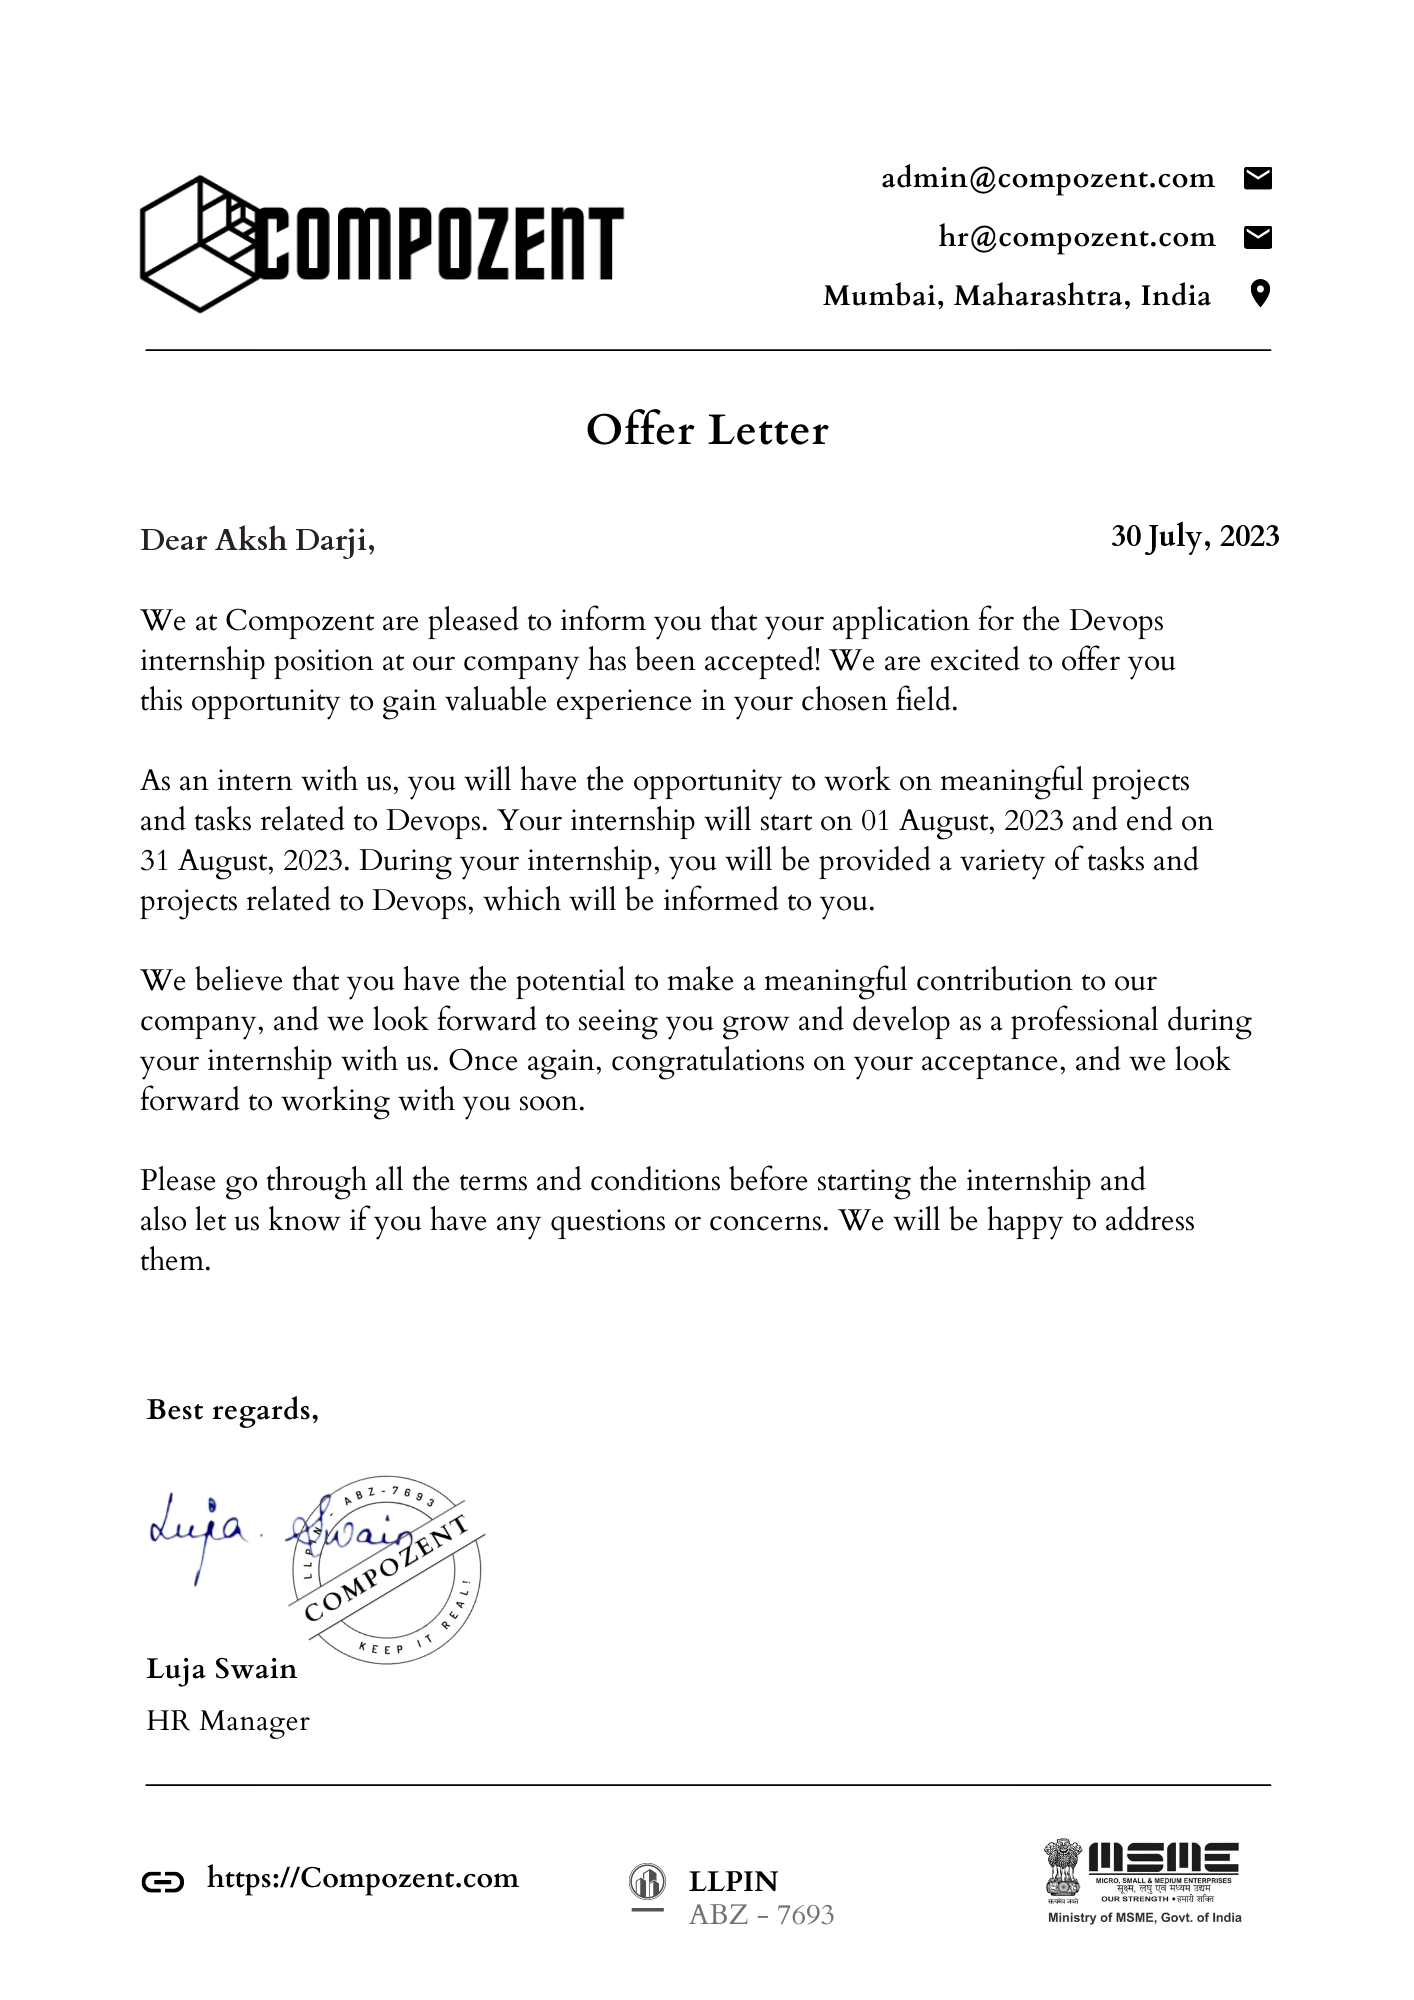 COMPOZENT
admin@compozent.com
hr@compozent.com
Mumbai, Maharashtra, India
Offer Letter
Dear Aksh Darji,
30 July, 2023
We at Compozent are pleased to inform you that your application for the Devops
internship position at our company has been accepted! We are excited to offer you
this opportunity to gain valuable experience in your chosen field.
As an intern with us, you will have the opportunity to work on meaningful projects
and tasks related to Devops. Your internship will start on 01 August, 2023 and end on
31 August, 2023. During your internship, you will be provided a variety of tasks and
projects related to Devops, which will be informed to you.
We believe that you have the potential to make a meaningful contribution to our
company, and we look forward to seeing you grow and develop as a professional during
your internship with us. Once again, congratulations on your acceptance, and we look
forward to working with you soon.
Please go through all the terms and conditions before starting the internship and
also let us know if you have any questions or concerns. We will be happy to address
them.
Best regards,
Luja. Swain
LLPIN - ABZ-7693
COMPOZENT
KEEP IT REAL!
Luja Swain
HR Manager
https://Compozent.com
LLPIN
ABZ - 7693
सत्यमेव जयते
MSME
MICRO, SMALL & MEDIUM ENTERPRISES
सूक्ष्म, लघु एवं मध्यम उद्यम
OUR STRENGTH • हमारी शक्ति
Ministry of MSME, Govt. of India